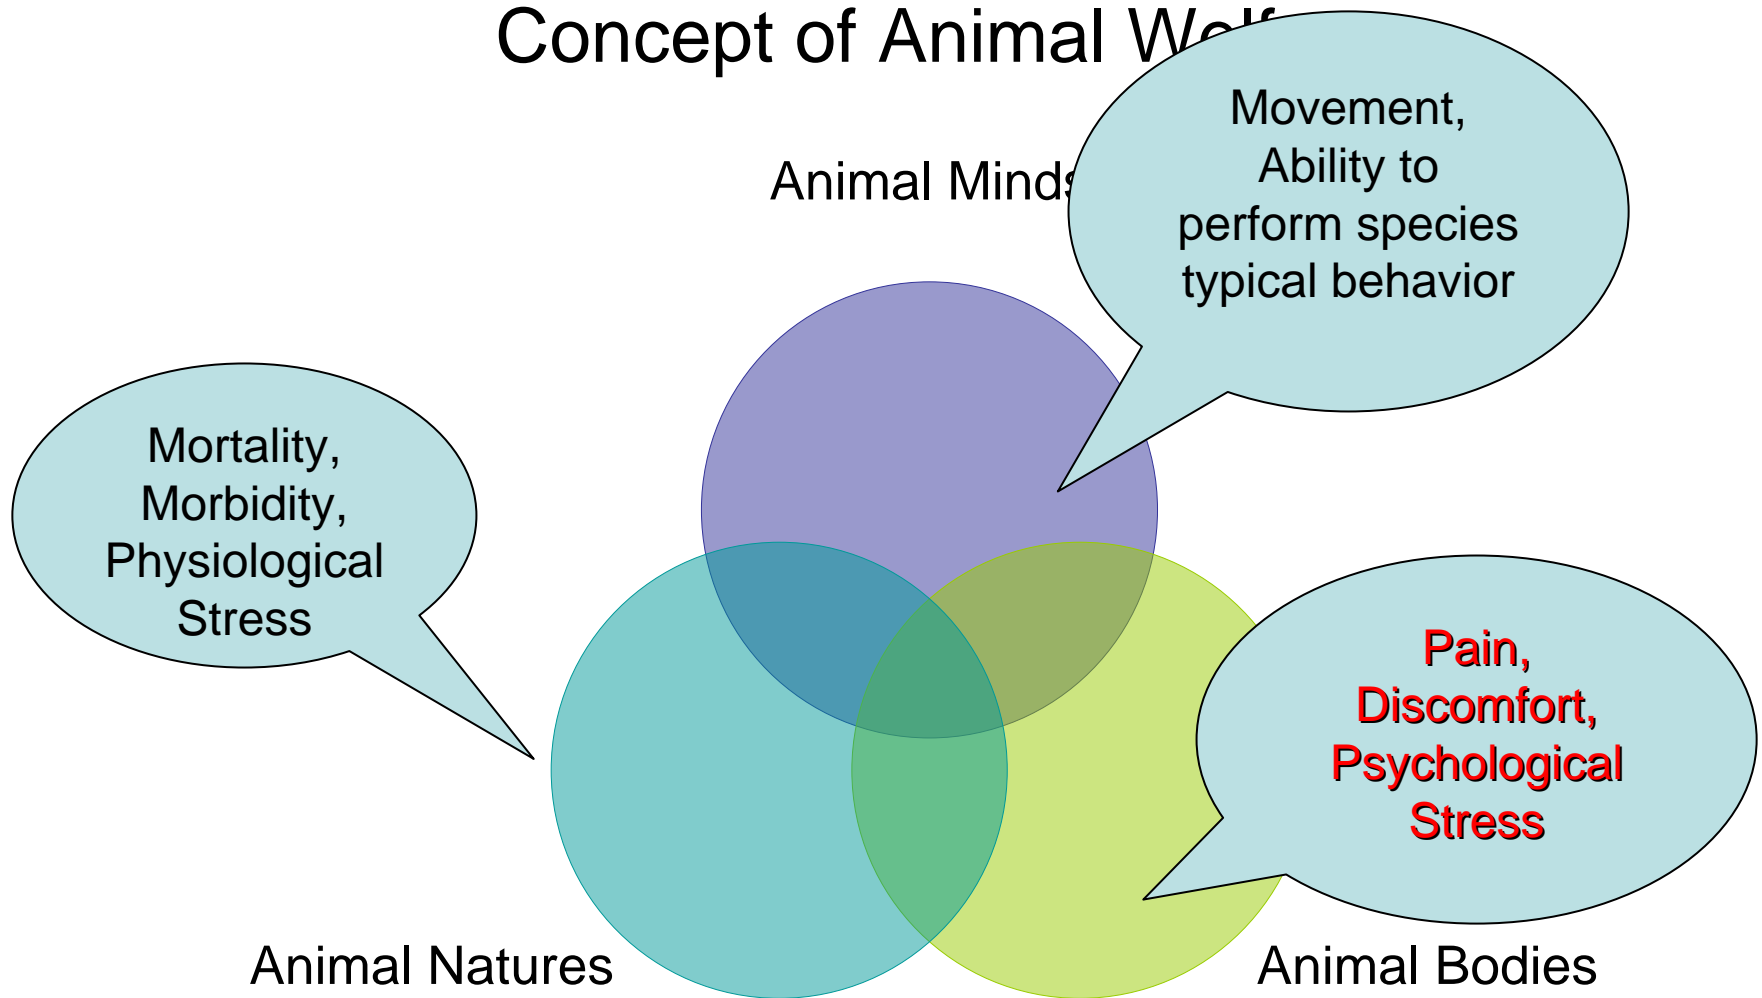 Concept of Animal
Animal Minds
Movement,
Ability to
perform species
typical behavior
Mortality,
Morbidity,
Physiological
Stress
Pain,
Discomfort,
Psychological
Stress
Animal Natures
Animal Bodies